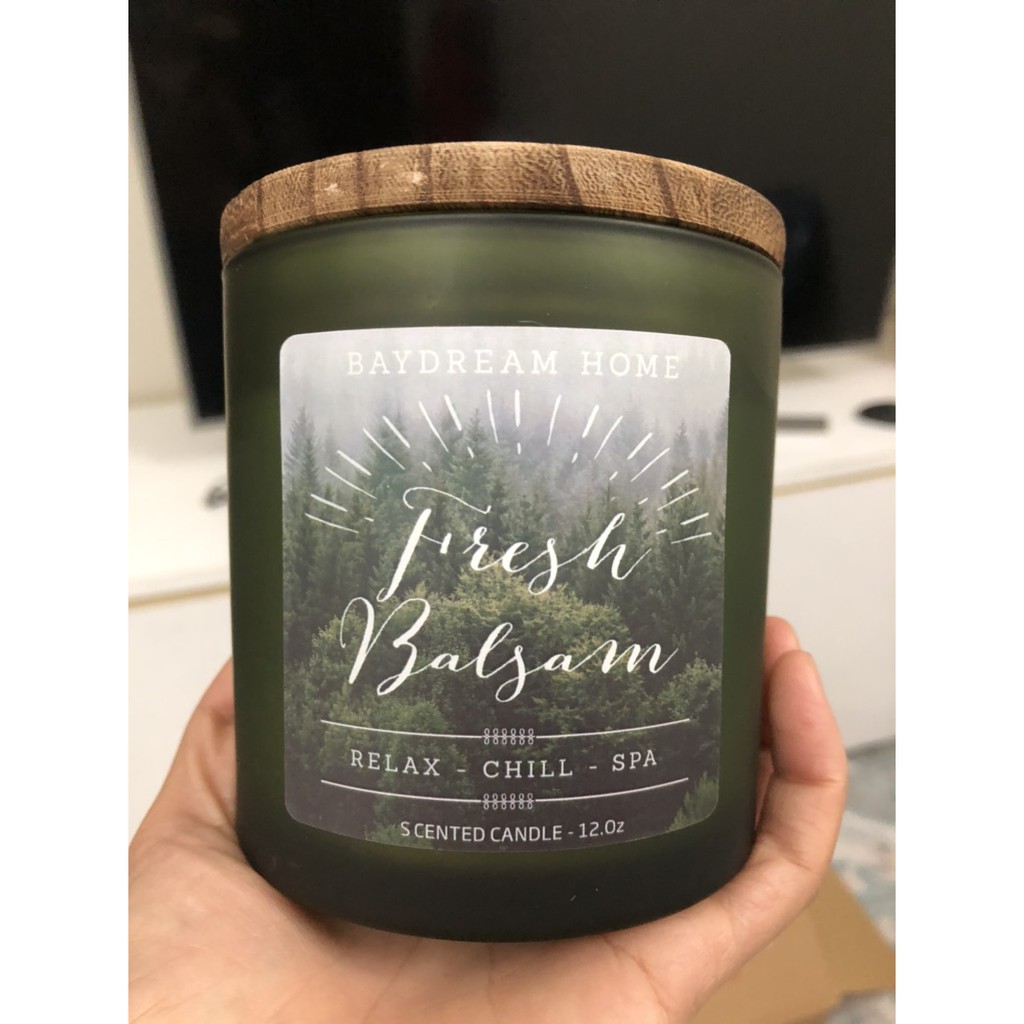 BAYDREAM HOME
Fresh
Balsam
RELAX - CHILL - SPA
SCENTED CANDLE - 12.Oz